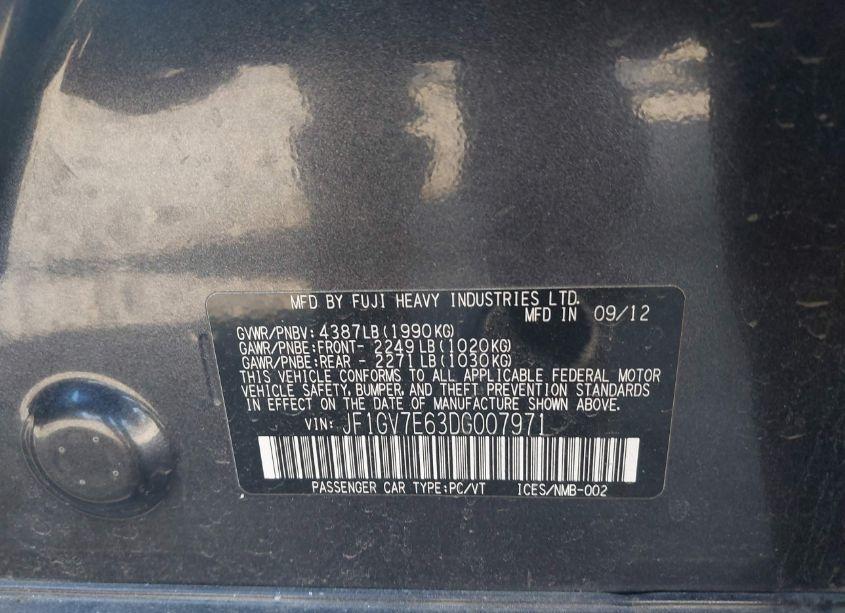 MFD BY FUJI HEAVY INDUSTRIES LTD.
MFD IN 09/12
GVWR/PNBV: 4387LB(1990KG)
GAWR/PNBE:FRONT- 2249LB(1020KG)
GAWR/PNBE:REAR - 2271LB(1030KG)
THIS VEHICLE CONFORMS TO ALL APPLICABLE FEDERAL MOTOR
VEHICLE SAFETY, BUMPER, AND THEFT PREVENTION STANDARDS
IN EFFECT ON THE DATE OF MANUFACTURE SHOWN ABOVE.
VIN: JF1GV7E63DG007971
PASSENGER CAR TYPE:PC/VT ICES/NMB-002